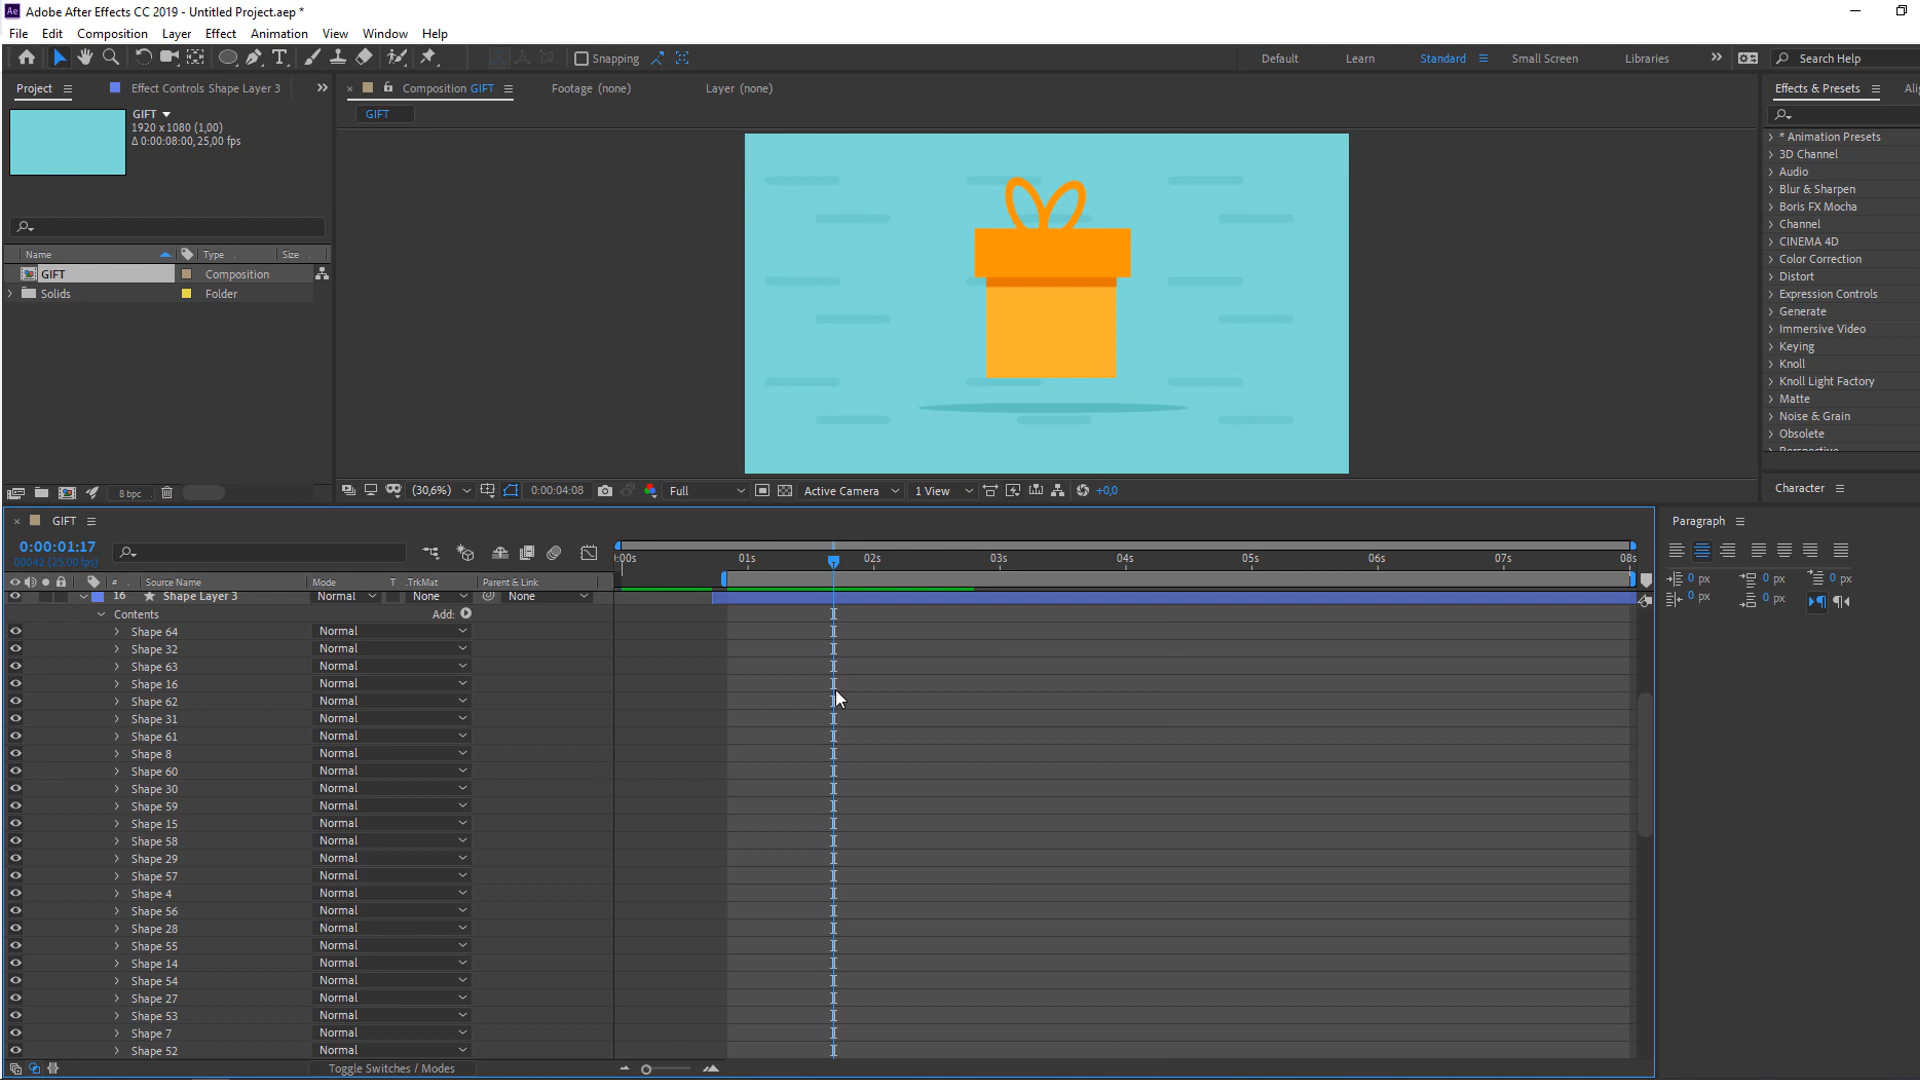 Ae Adobe After Effects CC 2019 - Untitled Project.aep *
File Edit Composition Layer Effect Animation View Window Help
Snapping Default Learn Standard Small Screen Libraries Search Help
Project Effect Controls Shape Layer 3 Composition GIFT Footage (none) Layer (none) Effects & Presets
GIFT
1920 x 1080 (1,00)
Δ 0:00:08:00, 25,00 fps
GIFT
* Animation Presets
3D Channel
Audio
Blur & Sharpen
Boris FX Mocha
Channel
CINEMA 4D
Color Correction
Distort
Expression Controls
Generate
Immersive Video
Keying
Knoll
Knoll Light Factory
Matte
Noise & Grain
Obsolete
Name Type Size
GIFT Composition
Solids Folder
8 bpc (30,6%) 0:00:04:08 Full Active Camera 1 View +0,0
Character
GIFT
Paragraph
0:00:01:17
00042 (25.00 fps)
:00s 01s 02s 03s 04s 05s 06s 07s 08s
0 px 0 px 0 px
0 px 0 px
# Source Name Mode T .TrkMat Parent & Link
16 Shape Layer 3 Normal None None
Contents Add:
Shape 64 Normal
Shape 32 Normal
Shape 63 Normal
Shape 16 Normal
Shape 62 Normal
Shape 31 Normal
Shape 61 Normal
Shape 8 Normal
Shape 60 Normal
Shape 30 Normal
Shape 59 Normal
Shape 15 Normal
Shape 58 Normal
Shape 29 Normal
Shape 57 Normal
Shape 4 Normal
Shape 56 Normal
Shape 28 Normal
Shape 55 Normal
Shape 14 Normal
Shape 54 Normal
Shape 27 Normal
Shape 53 Normal
Shape 7 Normal
Shape 52 Normal
Toggle Switches / Modes